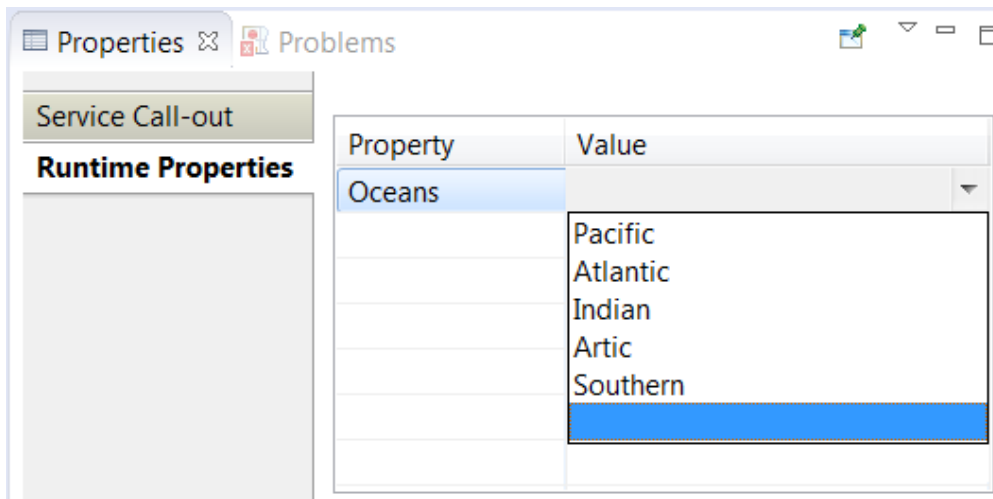 Properties Problems
Service Call-out
Runtime Properties
Property Value
Oceans
Pacific
Atlantic
Indian
Artic
Southern